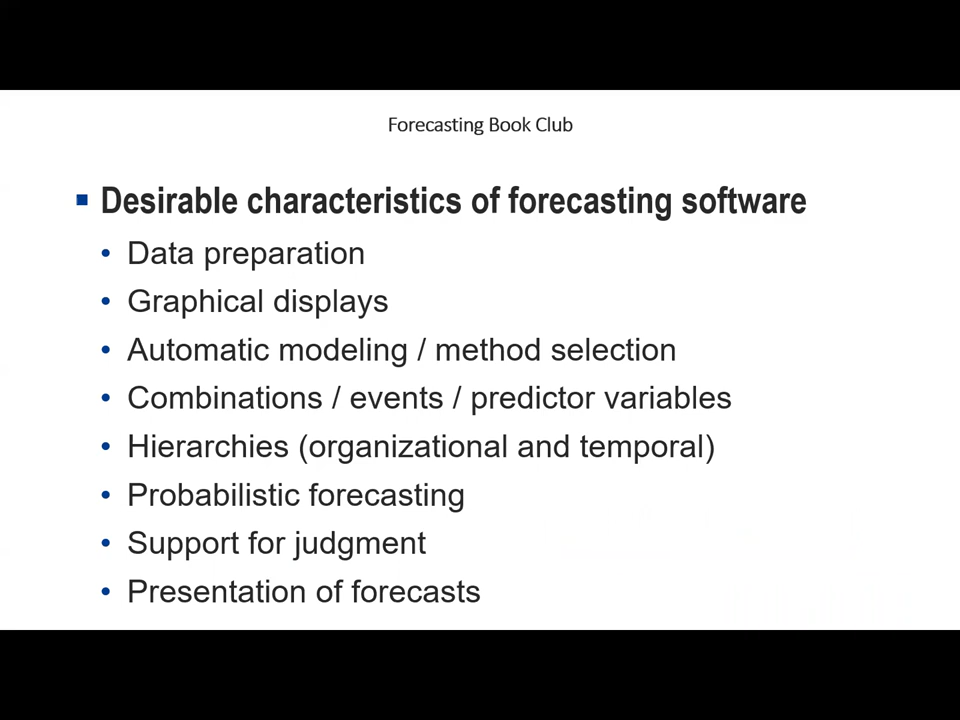 Forecasting Book Club
▪ Desirable characteristics of forecasting software
• Data preparation
• Graphical displays
• Automatic modeling / method selection
• Combinations / events / predictor variables
• Hierarchies (organizational and temporal)
• Probabilistic forecasting
• Support for judgment
• Presentation of forecasts